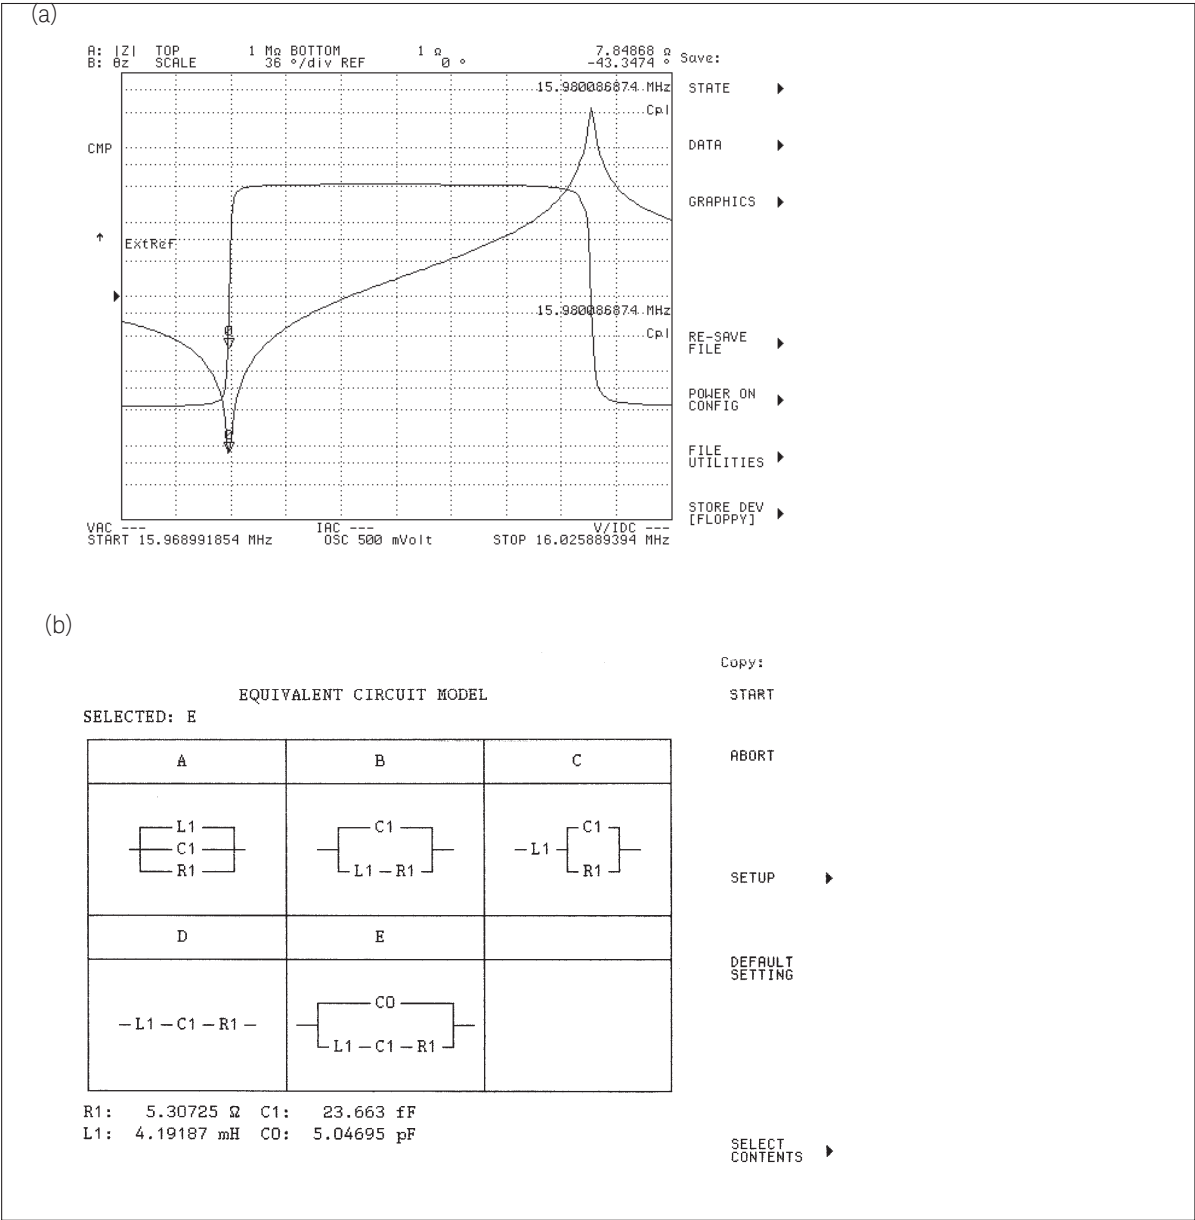 (a)
A: |Z| TOP 1 MΩ BOTTOM 1 Ω 7.84868 Ω
B: θz SCALE 36 °/div REF 0 ° -43.3474 °
Save:
15.980086874 MHz
STATE
Cpl
CMP
DATA
GRAPHICS
ExtRef
15.980086874 MHz
Cpl
RE-SAVE
FILE
POWER ON
CONFIG
FILE
UTILITIES
STORE DEV
[FLOPPY]
VAC --- IAC --- V/IDC ---
START 15.968991854 MHz OSC 500 mVolt STOP 16.025889394 MHz
(b)
Copy:
EQUIVALENT CIRCUIT MODEL
START
SELECTED: E
A B C
ABORT
L1
C1
R1
C1
L1 R1
L1
C1
R1
SETUP
D E
DEFAULT
SETTING
L1 C1 R1
C0
L1 C1 R1
R1: 5.30725 Ω C1: 23.663 fF
L1: 4.19187 mH C0: 5.04695 pF
SELECT
CONTENTS